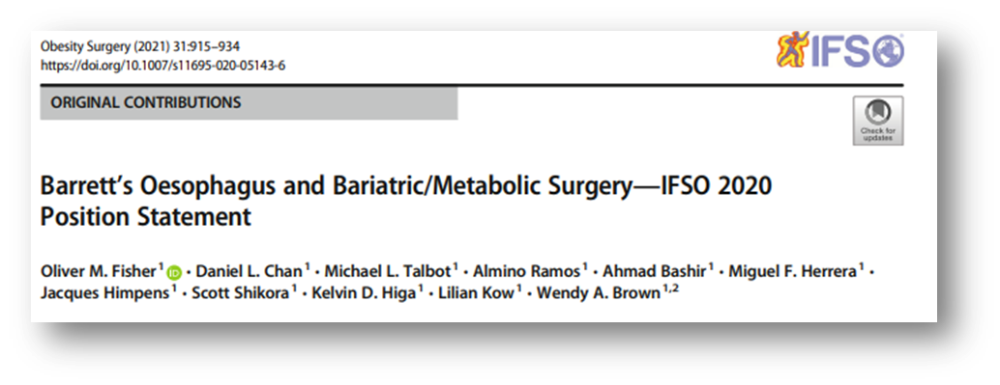 Obesity Surgery (2021) 31:915–934
https://doi.org/10.1007/s11695-020-05143-6
IFSO
ORIGINAL CONTRIBUTIONS
Check for
updates
Barrett’s Oesophagus and Bariatric/Metabolic Surgery—IFSO 2020
Position Statement
Oliver M. Fisher 1 iD · Daniel L. Chan 1 · Michael L. Talbot 1 · Almino Ramos 1 · Ahmad Bashir 1 · Miguel F. Herrera 1 ·
Jacques Himpens 1 · Scott Shikora 1 · Kelvin D. Higa 1 · Lilian Kow 1 · Wendy A. Brown 1,2